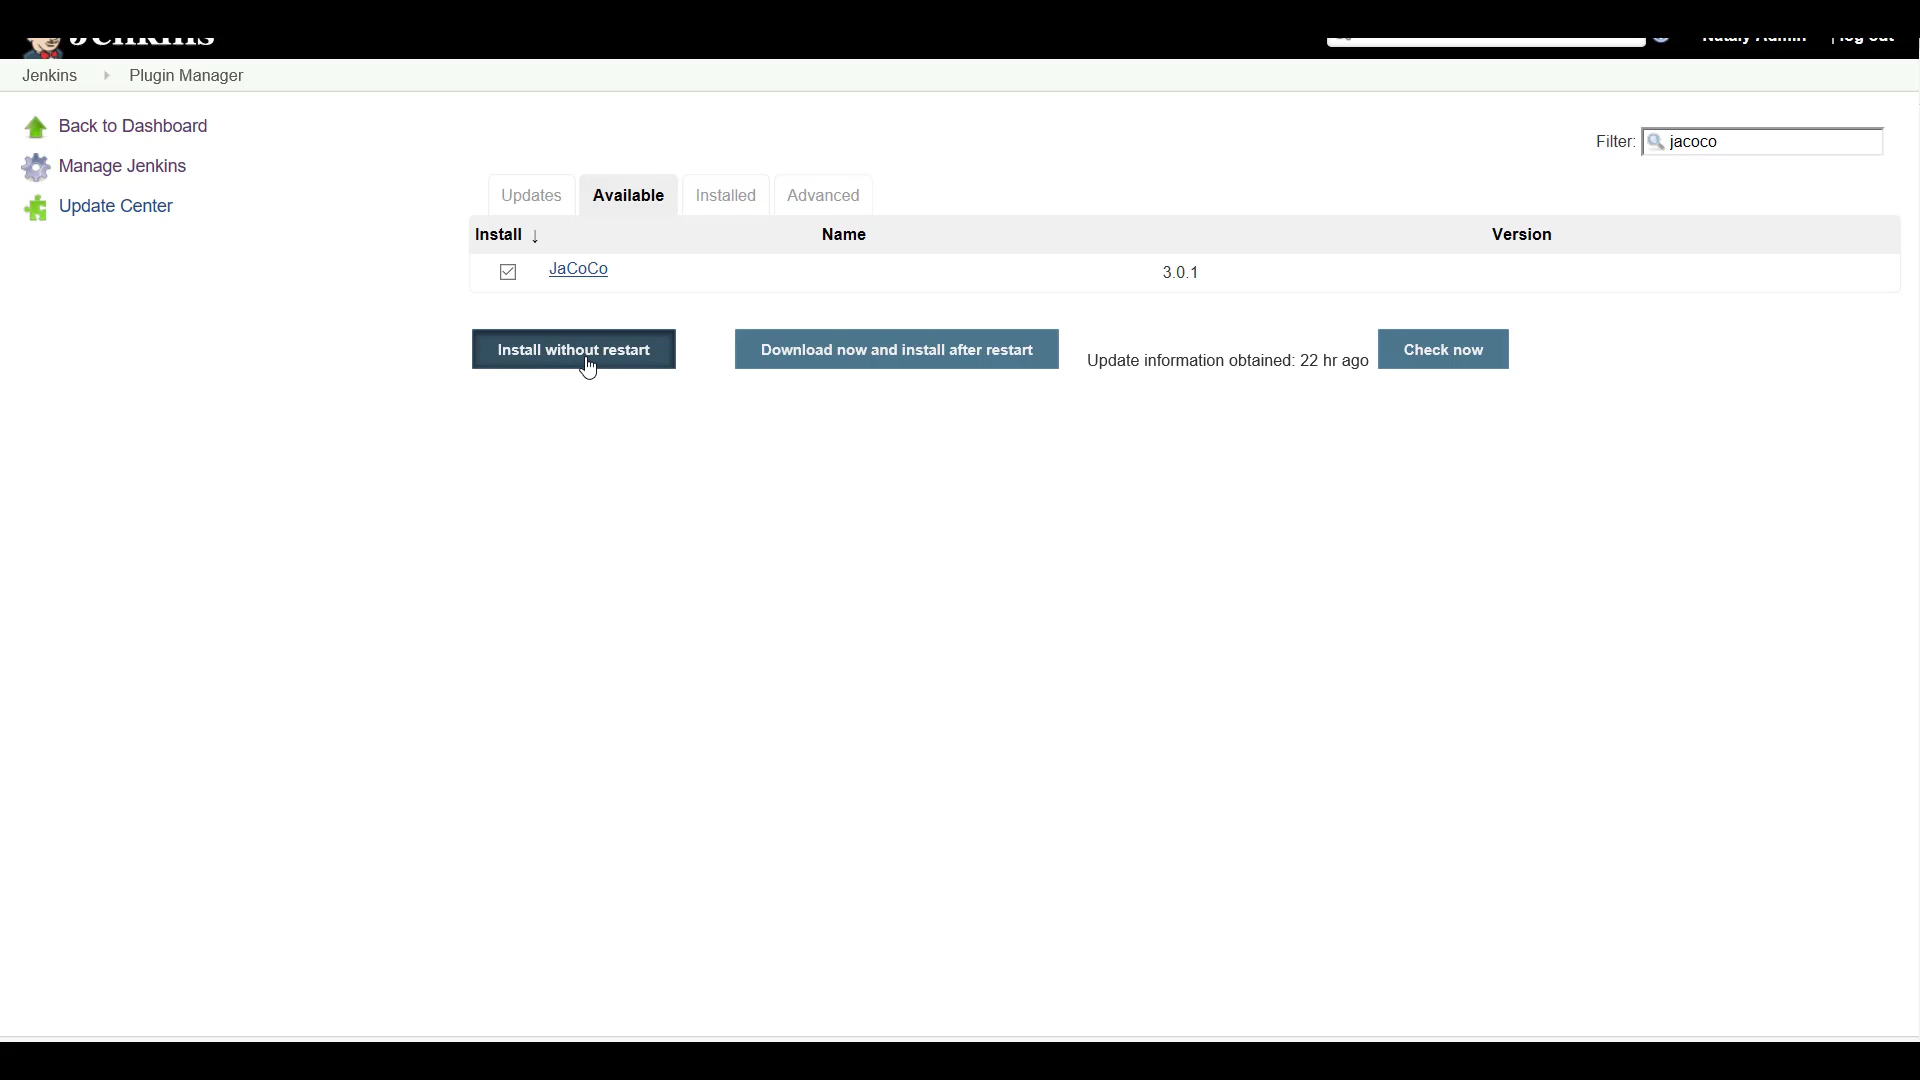 Jenkins
Jenkins Plugin Manager
Back to Dashboard
Manage Jenkins
Update Center
Filter: jacoco
Updates Available Installed Advanced
Install ↓ Name Version
JaCoCo 3.0.1
Install without restart Download now and install after restart Update information obtained: 22 hr ago Check now